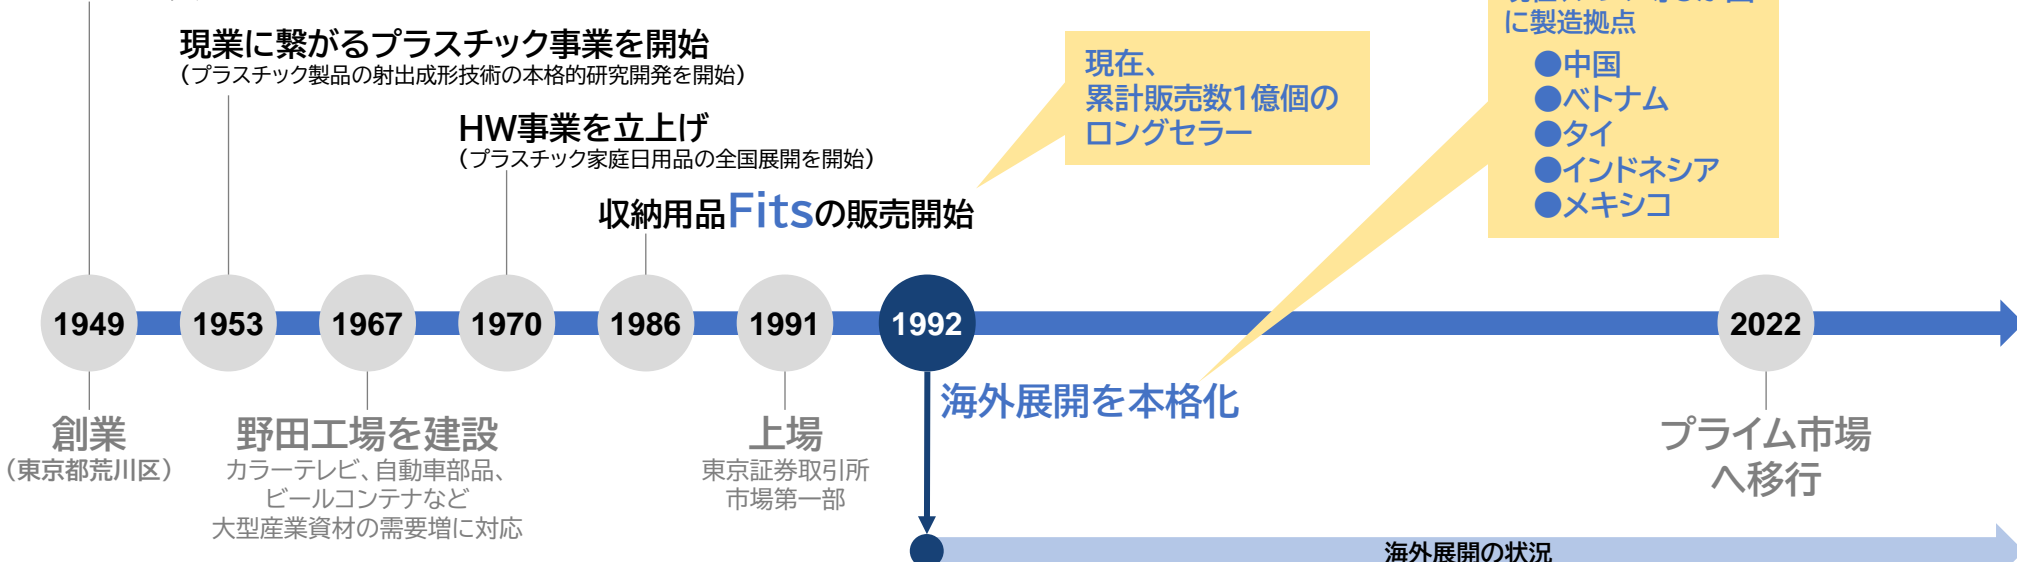 現業に繋がるプラスチック事業を開始
(プラスチック製品の射出成形技術の本格的研究開発を開始)
HW事業を立上げ
(プラスチック家庭日用品の全国展開を開始)
収納用品Fitsの販売開始
現在、
累計販売数1億個の
ロングセラー
に製造拠点
●中国
●ベトナム
●タイ
●インドネシア
●メキシコ
1949
1953
1967
1970
1986
1991
1992
2022
創業
(東京都荒川区)
野田工場を建設
カラーテレビ、自動車部品、
ビールコンテナなど
大型産業資材の需要増に対応
上場
東京証券取引所
市場第一部
海外展開を本格化
プライム市場
へ移行
海外展開の状況